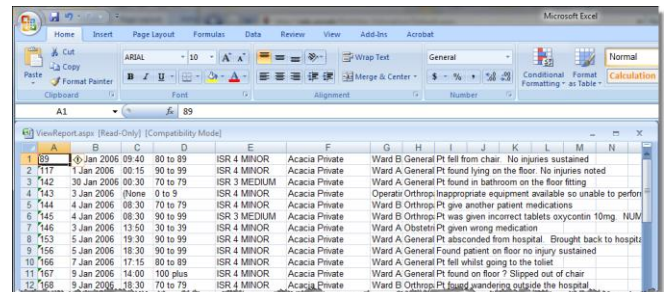 Microsoft Excel
Home Insert Page Layout Formulas Data Review View Add-Ins Acrobat
Cut ARIAL 10 A A Wrap Text General Normal
Copy
Paste Format Painter B I U A Merge & Center $ % , Conditional Formatting Format as Table Calculation
Clipboard Font Alignment Number
A1 fx 89
ViewReport.aspx [Read-Only] [Compatibility Mode]
A B C D E F G H I J K L M N
1 89 Jan 2006 09:40 80 to 89 ISR 4 MINOR Acacia Private Ward B General Pt fell from chair. No injuries sustained
2 117 1 Jan 2006 00:15 90 to 99 ISR 4 MINOR Acacia Private Ward A General Pt found lying on the floor. No injuries noted
3 142 30 Jan 2006 00:30 70 to 79 ISR 3 MEDIUM Acacia Private Ward A General Pt found in bathroom on the floor fitting
4 143 3 Jan 2006 (None 0 to 9 ISR 4 MINOR Acacia Private Operatio Orthrop Inappropriate equipment available so unable to perfor
5 144 4 Jan 2006 08:30 70 to 79 ISR 4 MINOR Acacia Private Ward B Orthrop Pt give another patient medications
6 145 4 Jan 2006 08:30 90 to 99 ISR 3 MEDIUM Acacia Private Ward B Orthrop Pt was given incorrect tablets oxycontin 10mg. NUM
7 146 3 Jan 2006 13:50 30 to 39 ISR 4 MINOR Acacia Private Ward A Obstetri Pt given wrong medication
8 153 5 Jan 2006 19:30 90 to 99 ISR 4 MINOR Acacia Private Ward A General Pt absconded from hospital. Brought back to hospita
9 156 5 Jan 2006 18:30 90 to 99 ISR 4 MINOR Acacia Private Ward A General Found patient on floor no injury sustained
10 166 9 Jan 2006 17:15 80 to 89 ISR 4 MINOR Acacia Private Ward A General Pt fell whilst going to the toliet
11 167 9 Jan 2006 14:00 100 plus ISR 4 MINOR Acacia Private Ward A General Pt found on floor ? Slipped out of chair
12 168 9 Jan 2006 18:30 70 to 79 ISR 4 MINOR Acacia Private Ward B Orthrop Pt found wandering outside the hospital